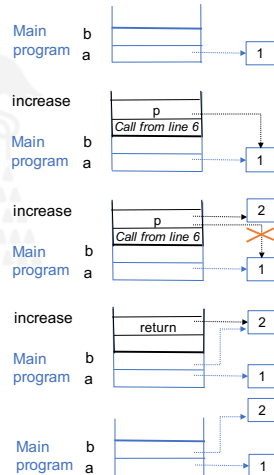 Main b
program a 1
increase
p
Call from line 6
Main b
program a 1
increase 2
p
Call from line 6
Main b
program a 1
increase
return 2
Main b
program a 1
2
Main b
program a 1